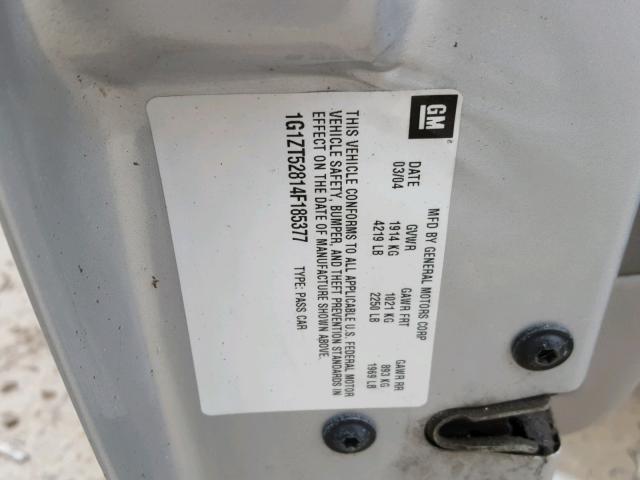 GM
MFD BY GENERAL MOTORS CORP
DATE GVWR GAWR FRT GAWR RR
03/04 1914 KG 1021 KG 893 KG
4219 LB 2250 LB 1969 LB
THIS VEHICLE CONFORMS TO ALL APPLICABLE U.S. FEDERAL MOTOR
VEHICLE SAFETY, BUMPER, AND THEFT PREVENTION STANDARDS IN
EFFECT ON THE DATE OF MANUFACTURE SHOWN ABOVE.
1G1ZT52814F185377 TYPE: PASS CAR